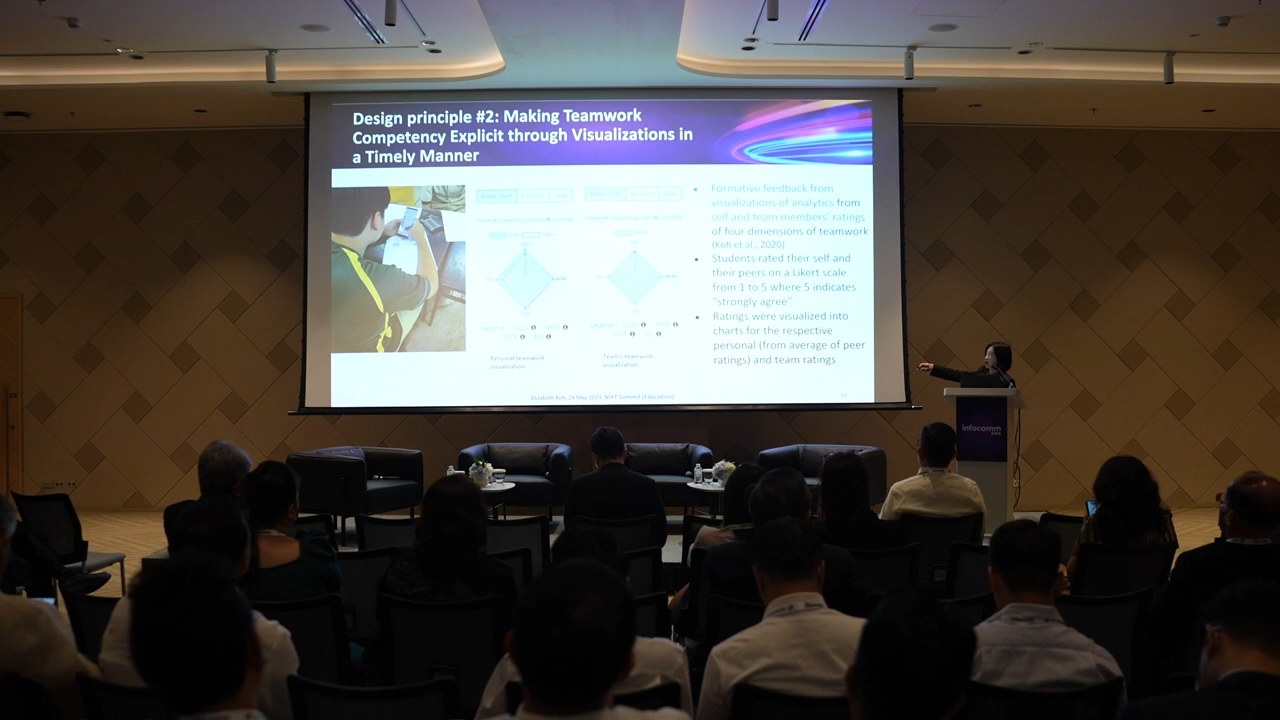 Design principle #2: Making Teamwork
Competency Explicit through Visualizations in
a Timely Manner
Radar Chart
Formative feedback from
visualizations of analytics from
self and team members' ratings
of four dimensions of teamwork
(Koh et al., 2020)
Students rated their self and
their peers on a Likert scale
from 1 to 5 where 5 indicates
"strongly agree"
Ratings were visualized into
charts for the respective
personal (from average of peer
ratings) and team ratings
Personal teamwork
visualization
Team's teamwork
visualization
Elizabeth Koh, 24 May 2023, NIXT Summit (Education)
infocomm
ASIA